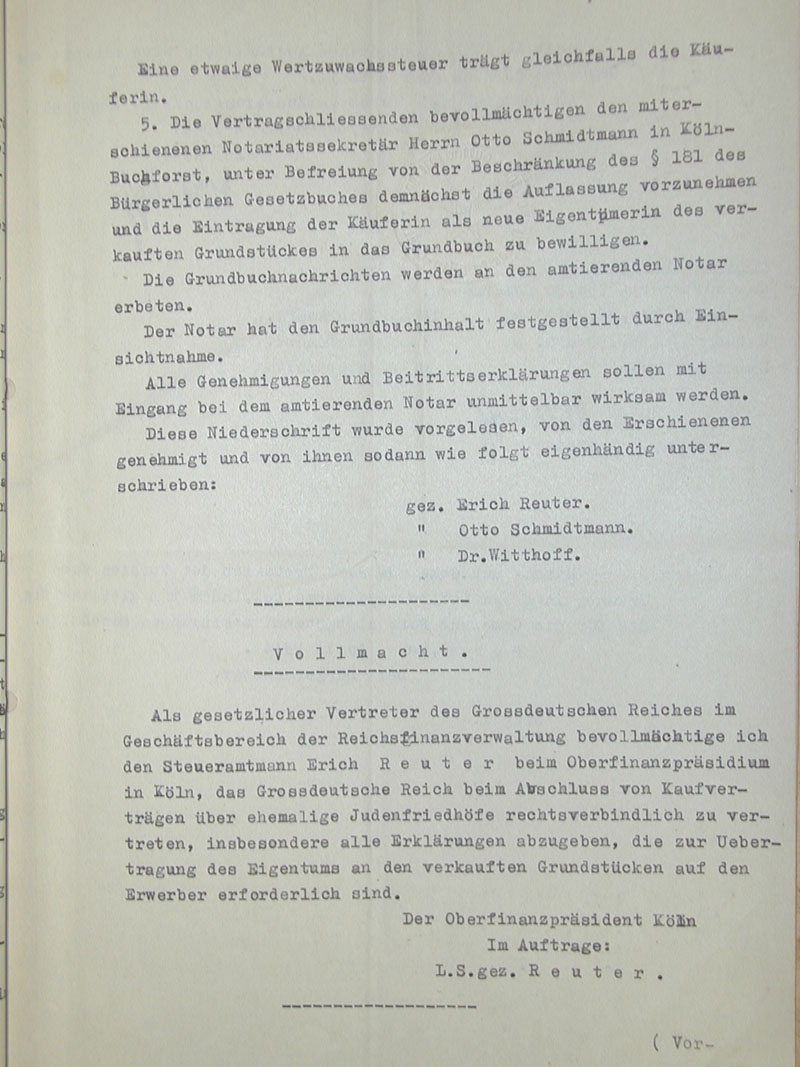 Eine etwaige Wertzuwachssteuer trägt gleichfalls die Käu-
ferin.
5. Die Vertragschliessenden bevollmächtigen den miter-
schienenen Notariatssekretär Herrn Otto Schmidtmann in Köln-
Buchforst, unter Befreiung von der Beschränkung des § 181 des
Bürgerlichen Gesetzbuches demnächst die Auflassung vorzunehmen
und die Eintragung der Käuferin als neue Eigentümerin des ver-
kauften Grundstückes in das Grundbuch zu bewilligen.
Die Grundbuchnachrichten werden an den amtierenden Notar
erbeten.
Der Notar hat den Grundbuchinhalt festgestellt durch Ein-
sichtnahme.
Alle Genehmigungen und Beitrittserklärungen sollen mit
Eingang bei dem amtierenden Notar unmittelbar wirksam werden.
Diese Niederschrift wurde vorgelesen, von den Erschienenen
genehmigt und von ihnen sodann wie folgt eigenhändig unter-
schrieben:
gez. Erich Reuter.
" Otto Schmidtmann.
" Dr.Witthoff.
------------------
V o l l m a c h t .
--------------------
Als gesetzlicher Vertreter des Grossdeutschen Reiches im
Geschäftsbereich der Reichsfinanzverwaltung bevollmächtige ich
den Steueramtmann Erich R e u t e r beim Oberfinanzpräsidium
in Köln, das Grossdeutsche Reich beim Abschluss von Kaufver-
trägen über ehemalige Judenfriedhöfe rechtsverbindlich zu ver-
treten, insbesondere alle Erklärungen abzugeben, die zur Ueber-
tragung des Eigentums an den verkauften Grundstücken auf den
Erwerber erforderlich sind.
Der Oberfinanzpräsident Köln
Im Auftrage:
L.S.gez. R e u t e r .
----------------
( Vor-